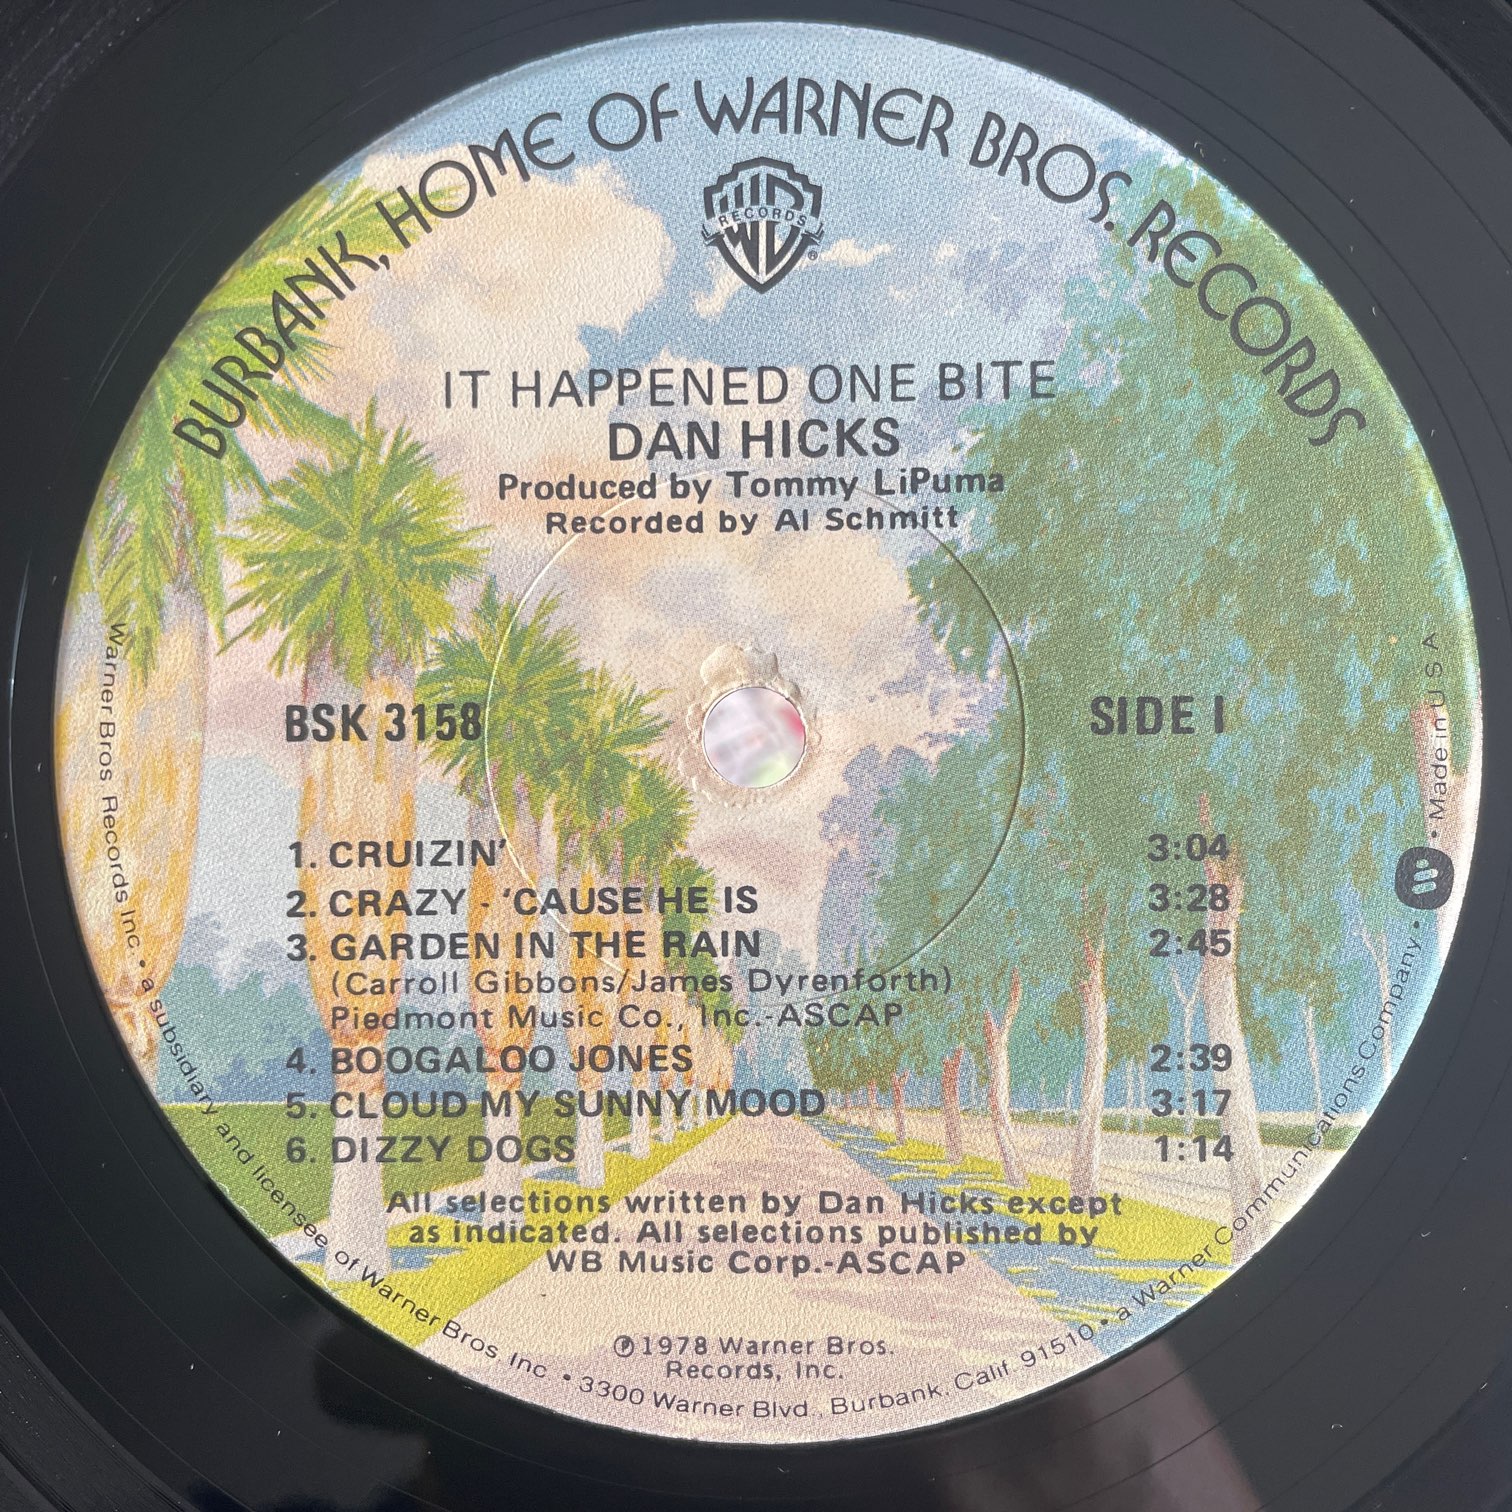 BURBANK, HOME OF WARNER BROS. RECORDS
WB
RECORDS
®
IT HAPPENED ONE BITE
DAN HICKS
Produced by Tommy LiPuma
Recorded by Al Schmitt
BSK 3158
SIDE 1
1. CRUIZIN' 3:04
2. CRAZY - 'CAUSE HE IS 3:28
3. GARDEN IN THE RAIN 2:45
(Carroll Gibbons/James Dyrenforth)
Piedmont Music Co., Inc.-ASCAP
4. BOOGALOO JONES 2:39
5. CLOUD MY SUNNY MOOD 3:17
6. DIZZY DOGS 1:14
All selections written by Dan Hicks except
as indicated. All selections published by
WB Music Corp.-ASCAP
℗1978 Warner Bros.
Records, Inc.
Warner Bros. Records Inc. • a subsidiary and licensee of Warner Bros. Inc. • 3300 Warner Blvd., Burbank, Calif. 91510 • a Warner Communications Company • • Made in U S A